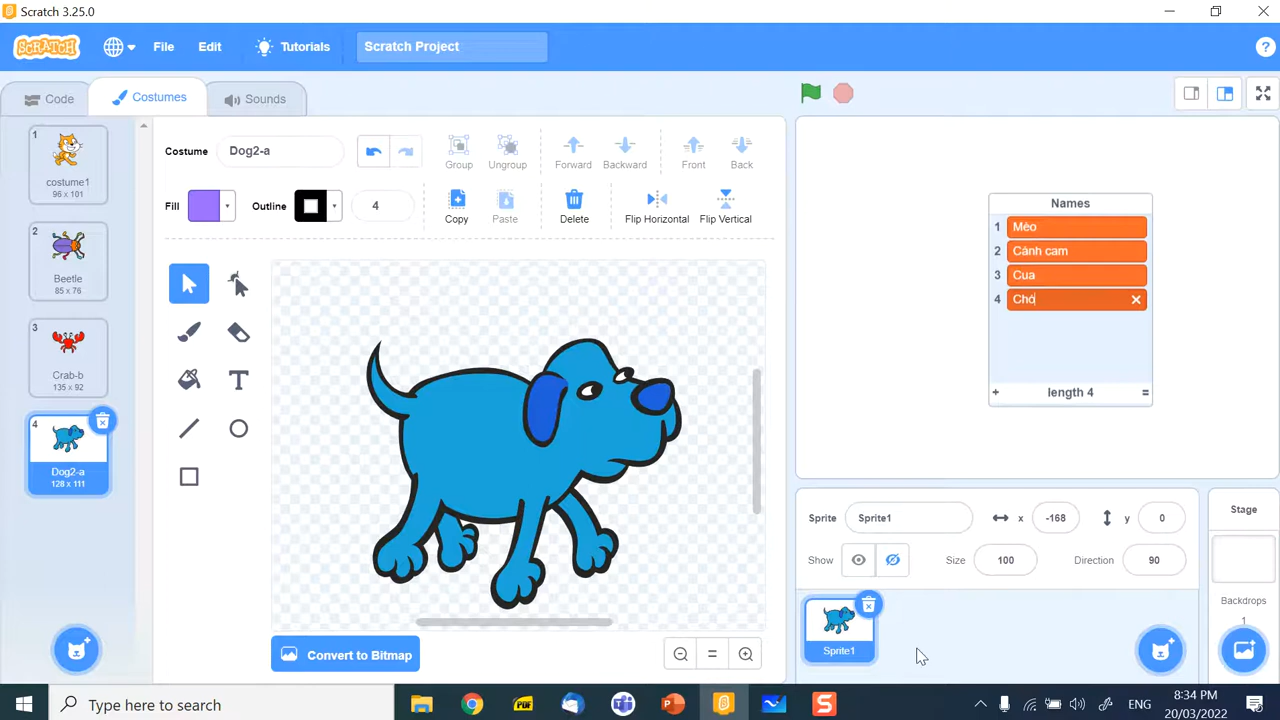 Scratch 3.25.0
SCRATCH
File
Edit
Tutorials
Scratch Project
?
Code
Costumes
Sounds
1
costume1
96 x 101
2
Beetle
85 x 76
3
Crab-b
135 x 92
4
Dog2-a
128 x 111
Costume
Dog2-a
Group
Ungroup
Forward
Backward
Front
Back
Fill
Outline
4
Copy
Paste
Delete
Flip Horizontal
Flip Vertical
T
Convert to Bitmap
Names
1 Mèo
2 Cánh cam
3 Cua
4 Chó
+ length 4 =
Sprite
Sprite1
x
-168
y
0
Show
Size
100
Direction
90
Sprite1
Stage
Backdrops
1
Type here to search
PDF
S
ENG
8:34 PM
20/03/2022